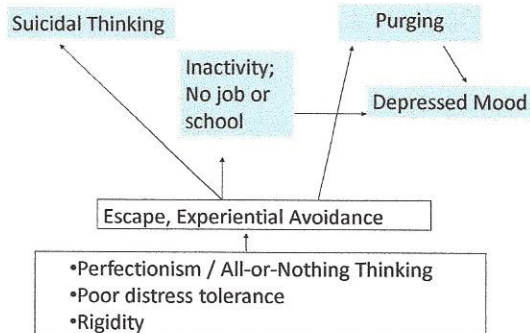 Suicidal Thinking
Purging
Inactivity;
No job or
school
Depressed Mood
Escape, Experiential Avoidance
•Perfectionism / All-or-Nothing Thinking
•Poor distress tolerance
•Rigidity